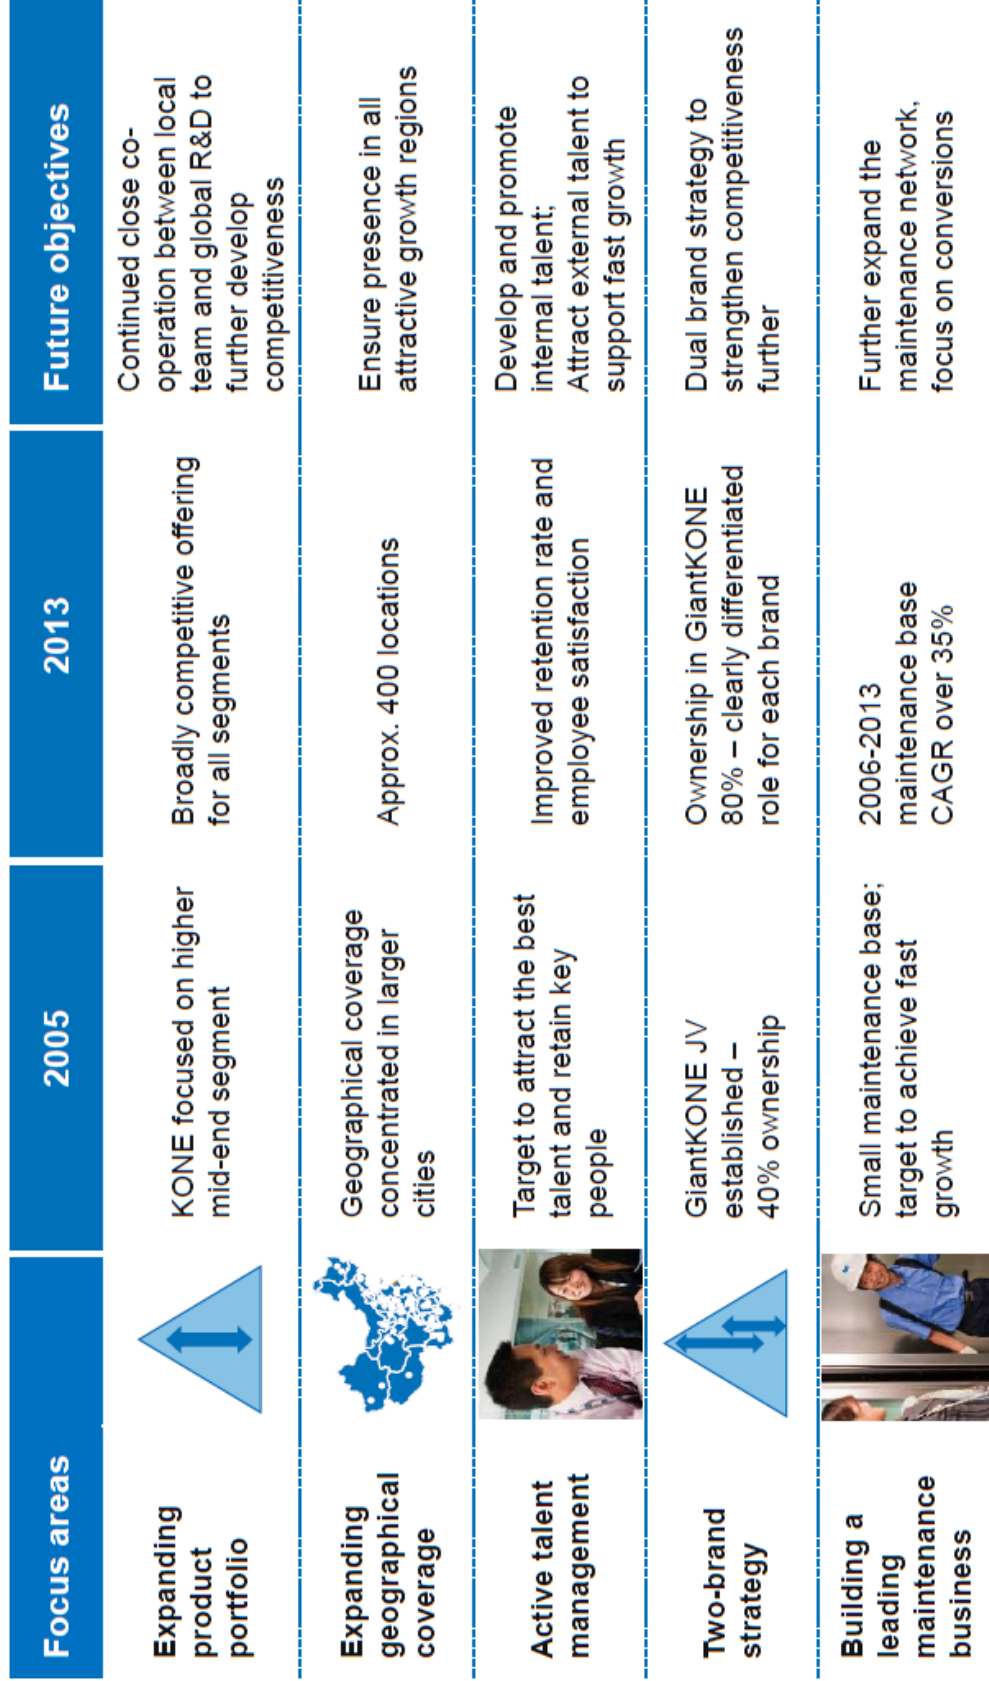 Focus areas
2005
2013
Future objectives
Expanding
product
portfolio
KONE focused on higher
mid-end segment
Broadly competitive offering
for all segments
Continued close co-
operation between local
team and global R&D to
further develop
competitiveness
Expanding
geographical
coverage
Geographical coverage
concentrated in larger
cities
Approx. 400 locations
Ensure presence in all
attractive growth regions
Active talent
management
Target to attract the best
talent and retain key
people
Improved retention rate and
employee satisfaction
Develop and promote
internal talent;
Attract external talent to
support fast growth
Two-brand
strategy
GiantKONE JV
established –
40% ownership
Ownership in GiantKONE
80% – clearly differentiated
role for each brand
Dual brand strategy to
strengthen competitiveness
further
Building a
leading
maintenance
business
Small maintenance base;
target to achieve fast
growth
2006-2013
maintenance base
CAGR over 35%
Further expand the
maintenance network,
focus on conversions